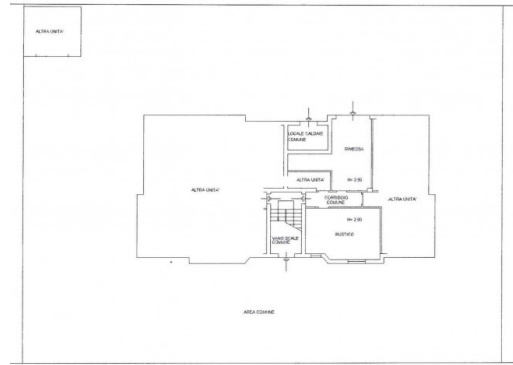 ALTRA UNITA'
LOCALE CALDAIE
COMUNE
RIMESSA
ALTRA UNITA'
H= 2.90
ALTRA UNITA'
CORRIDOIO
COMUNE
ALTRA UNITA'
H= 2.90
RUSTICO
VANO SCALE
COMUNE
AREA COMUNE